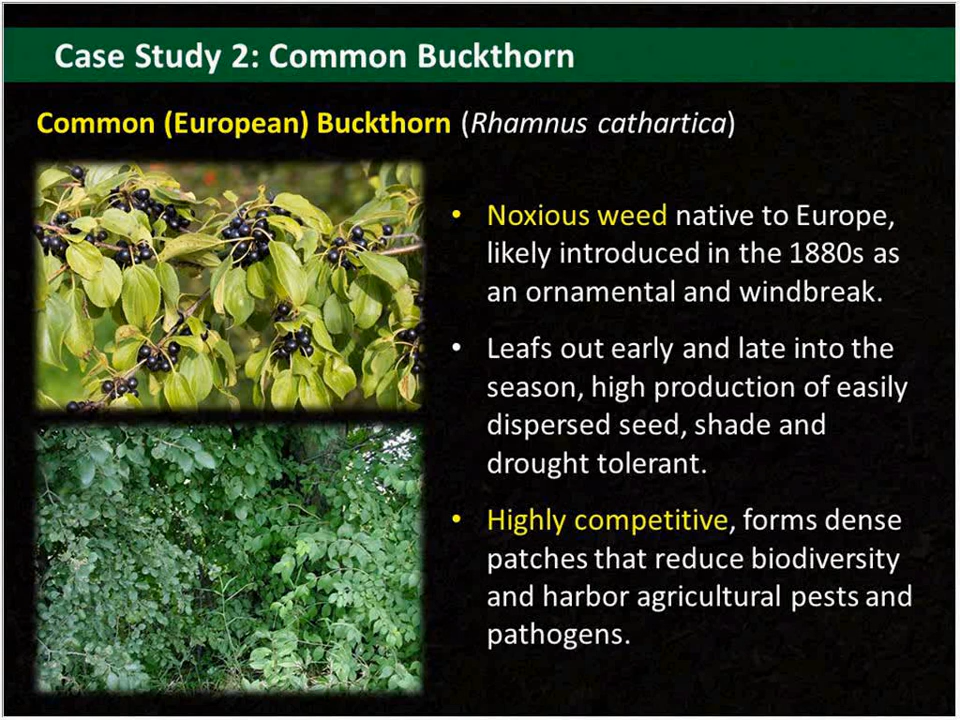 Case Study 2: Common Buckthorn
Common (European) Buckthorn (Rhamnus cathartica)
• Noxious weed native to Europe,
likely introduced in the 1880s as
an ornamental and windbreak.
• Leafs out early and late into the
season, high production of easily
dispersed seed, shade and
drought tolerant.
• Highly competitive, forms dense
patches that reduce biodiversity
and harbor agricultural pests and
pathogens.